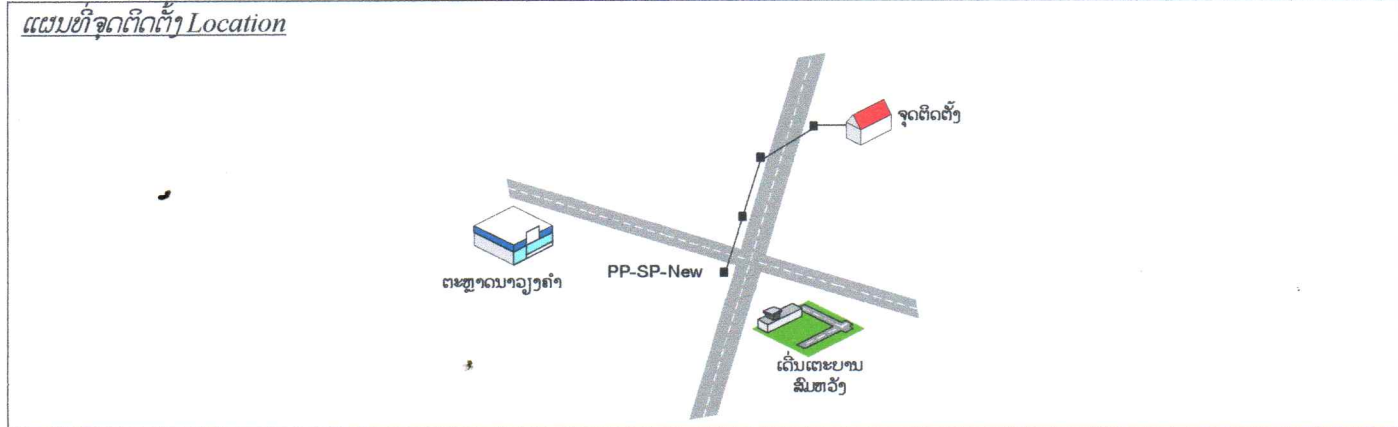 ແຜນທີ່ຈຸດຕິດຕັ້ງ Location
ຈຸດຕິດຕັ້ງ
ຕະຫຼາດນາວຽງຄຳ
PP-SP-New
ເດີ່ນເຕະບານ
ສົມຫວັງ